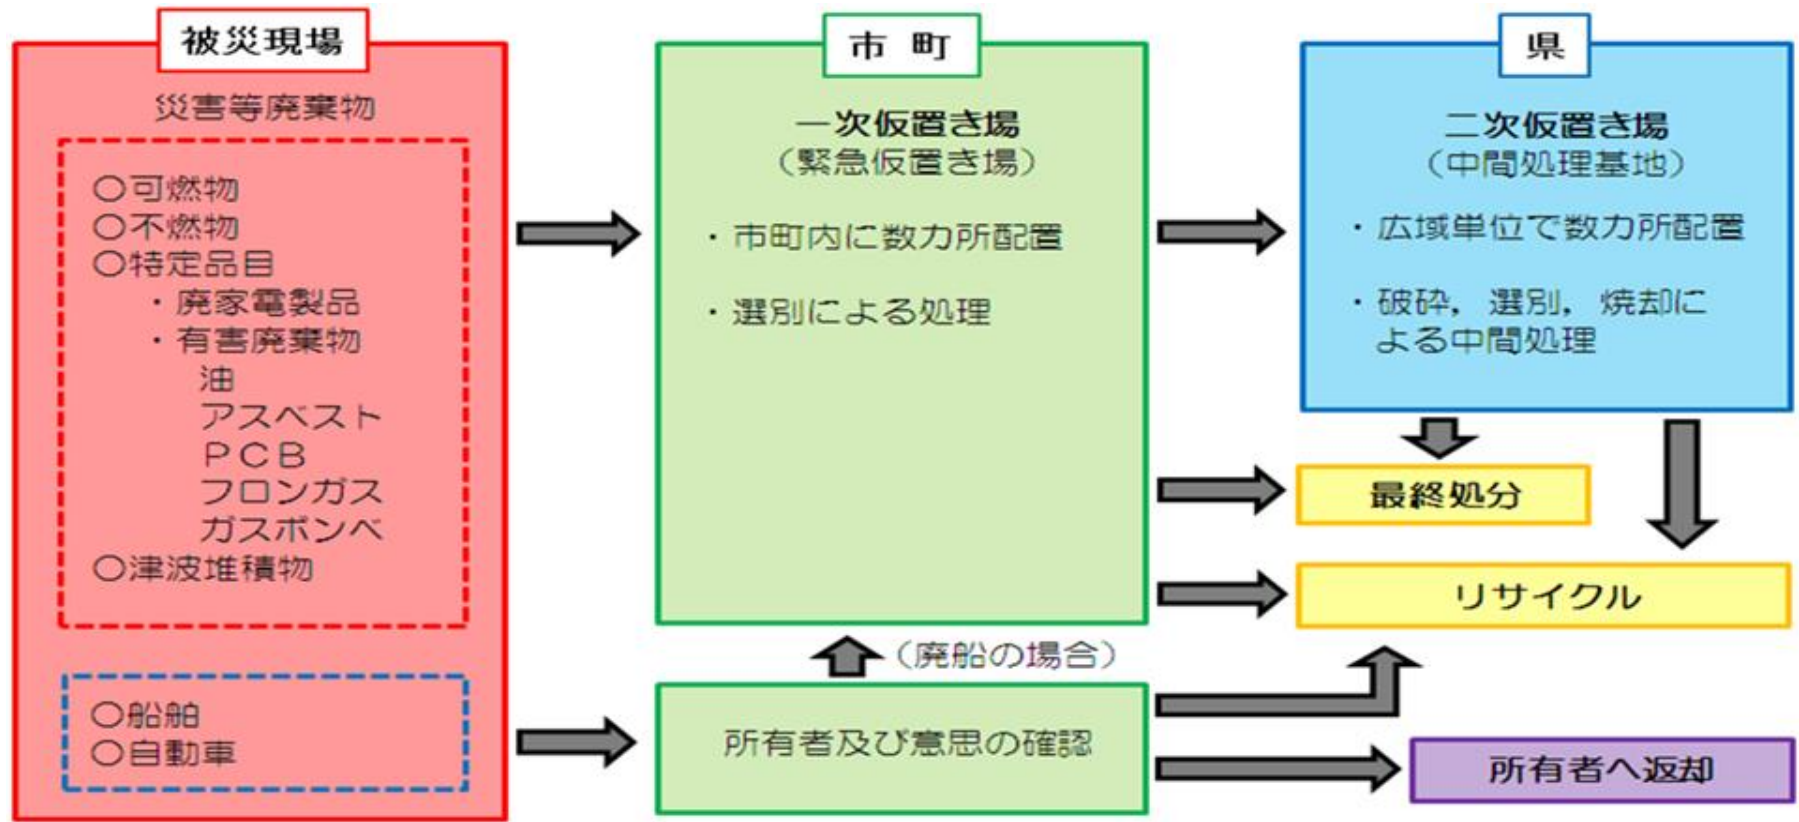 被災現場
災害等廃棄物
○可燃物
○不燃物
○特定品目
・廃家電製品
・有害廃棄物
油
アスベスト
ＰＣＢ
フロンガス
ガスボンベ
○津波堆積物
○船舶
○自動車
市 町
一次仮置き場
（緊急仮置き場）
・市町内に数カ所配置
・選別による処理
（廃船の場合）
所有者及び意思の確認
県
二次仮置き場
（中間処理基地）
・広域単位で数カ所配置
・破砕，選別，焼却に
よる中間処理
最終処分
リサイクル
所有者へ返却